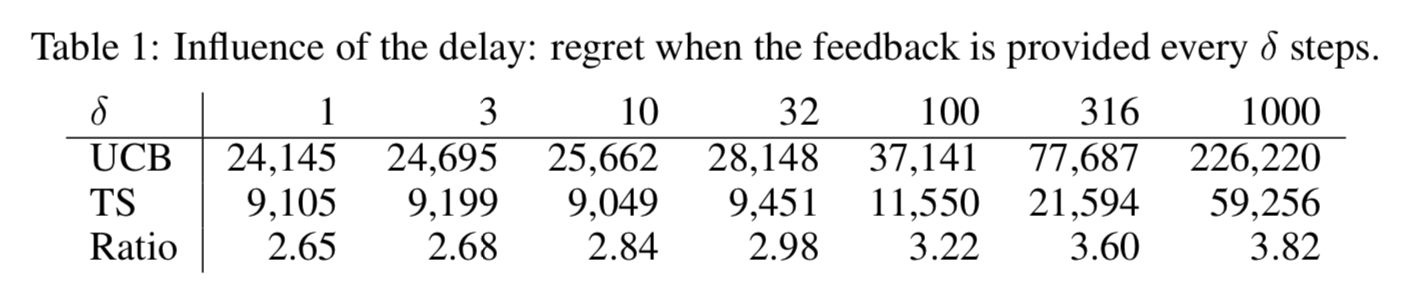 Table 1: Influence of the delay: regret when the feedback is provided every δ steps.
δ 1 3 10 32 100 316 1000
UCB 24,145 24,695 25,662 28,148 37,141 77,687 226,220
TS 9,105 9,199 9,049 9,451 11,550 21,594 59,256
Ratio 2.65 2.68 2.84 2.98 3.22 3.60 3.82